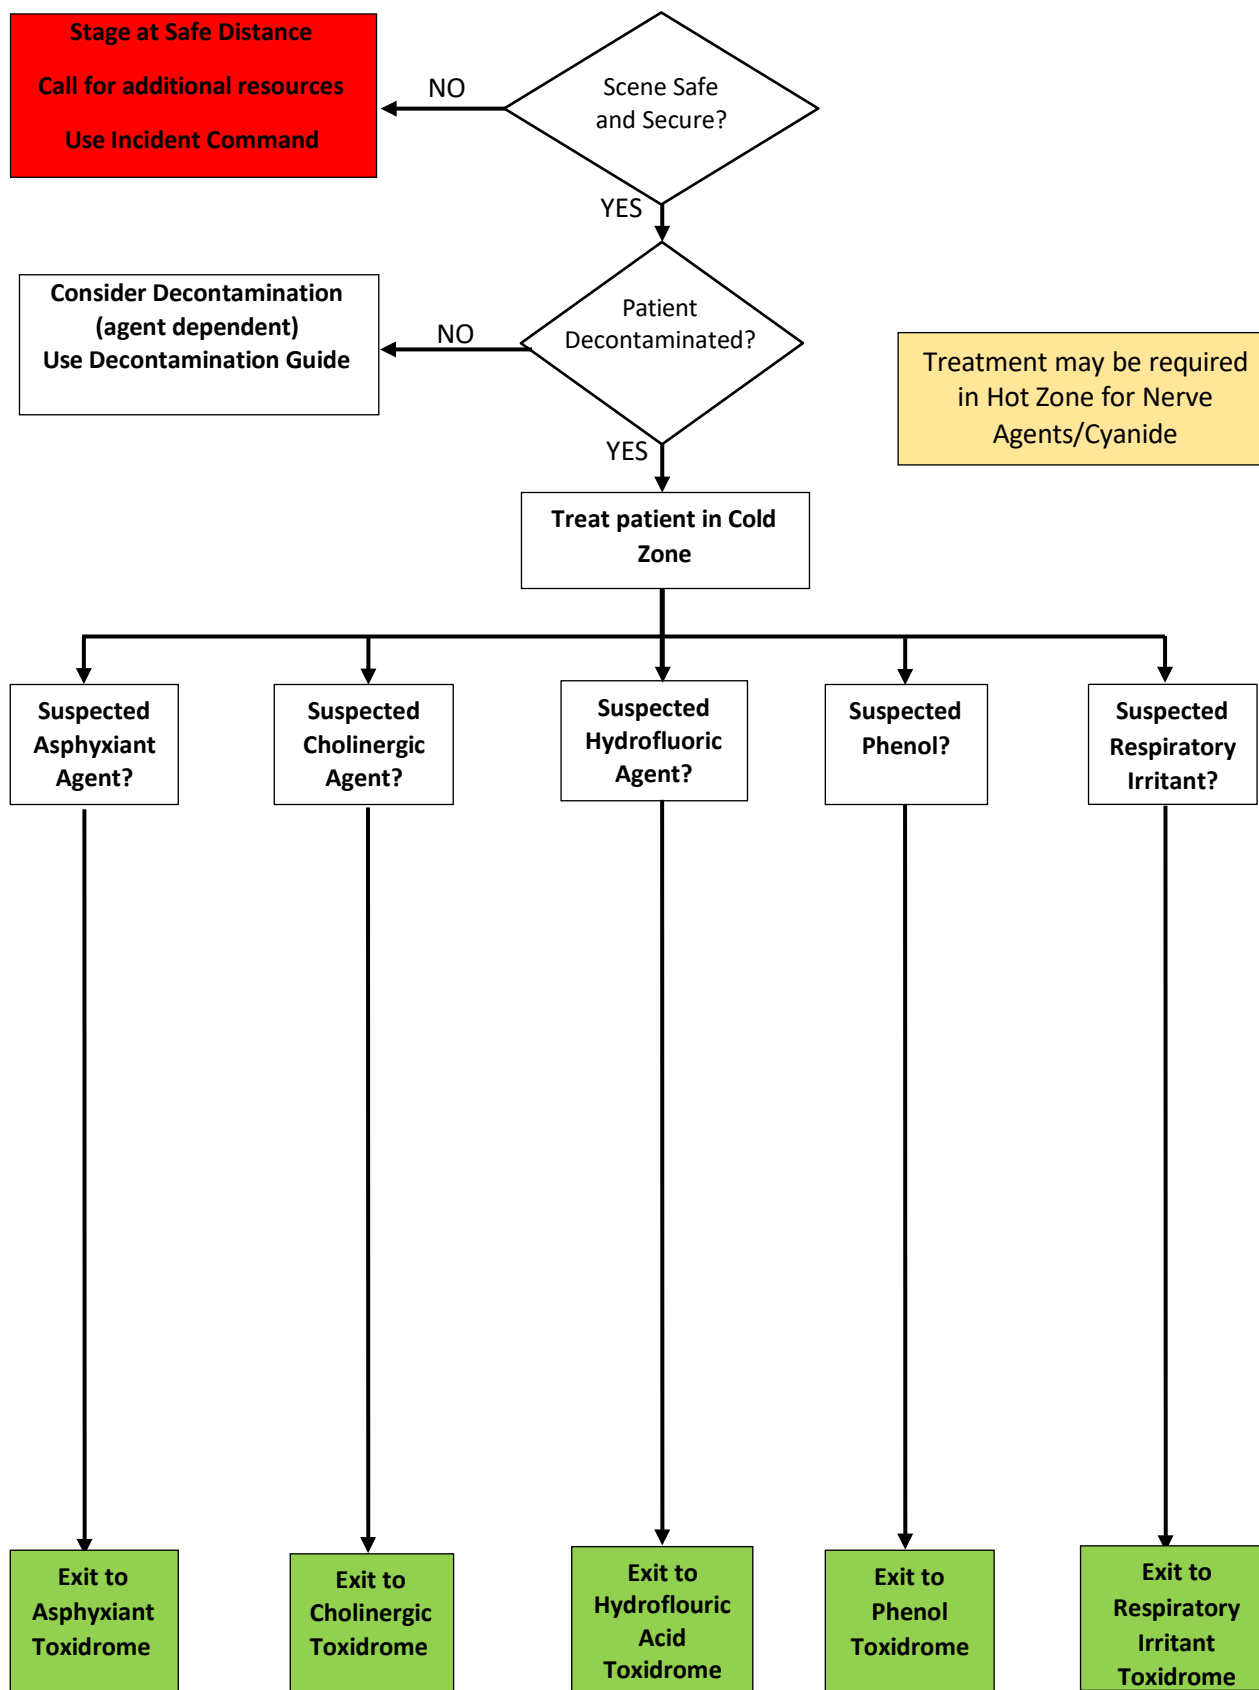 Stage at Safe Distance
Call for additional resources
Use Incident Command
NO
Scene Safe
and Secure?
YES
Consider Decontamination
(agent dependent)
Use Decontamination Guide
NO
Patient
Decontaminated?
Treatment may be required
in Hot Zone for Nerve
Agents/Cyanide
YES
Treat patient in Cold
Zone
Suspected
Asphyxiant
Agent?
Suspected
Cholinergic
Agent?
Suspected
Hydrofluoric
Agent?
Suspected
Phenol?
Suspected
Respiratory
Irritant?
Exit to
Asphyxiant
Toxidrome
Exit to
Cholinergic
Toxidrome
Exit to
Hydroflouric
Acid
Toxidrome
Exit to
Phenol
Toxidrome
Exit to
Respiratory
Irritant
Toxidrome